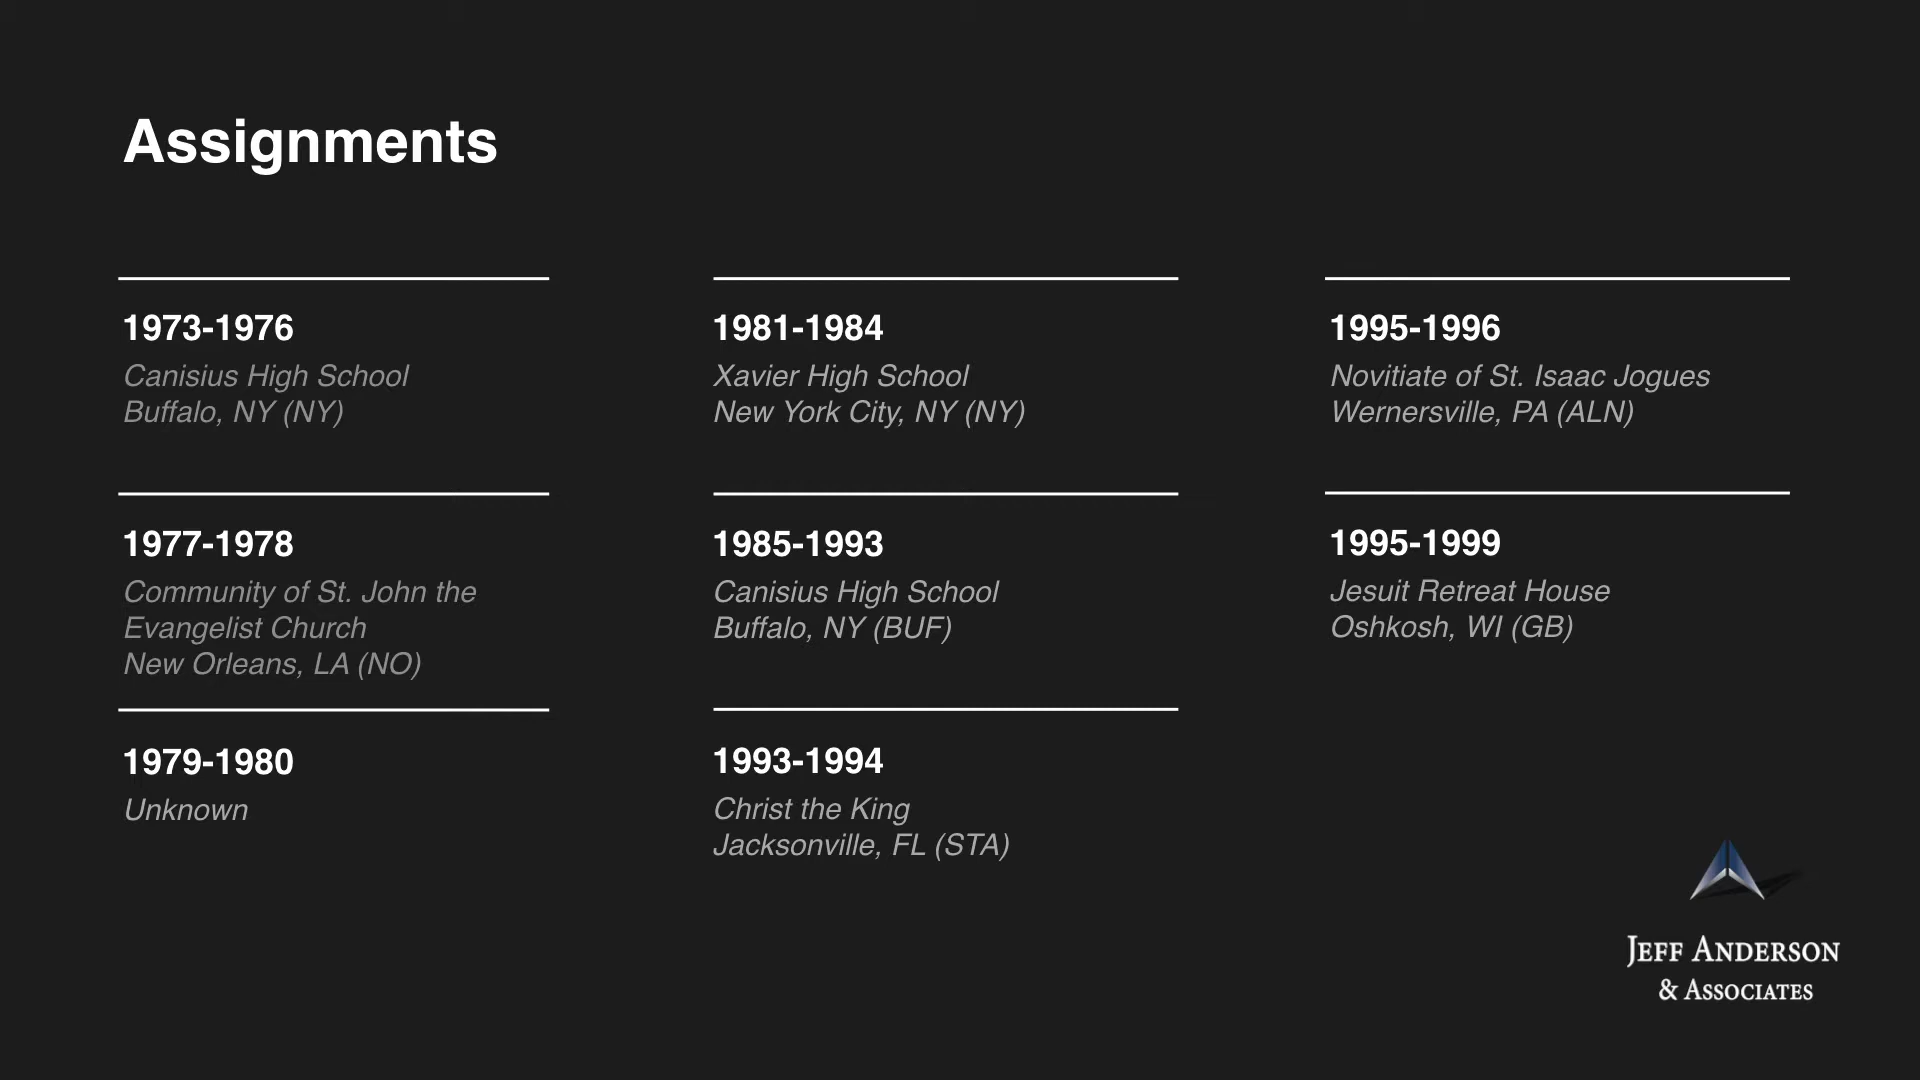 Assignments
1973-1976
Canisius High School
Buffalo, NY (NY)
1977-1978
Community of St. John the
Evangelist Church
New Orleans, LA (NO)
1979-1980
Unknown
1981-1984
Xavier High School
New York City, NY (NY)
1985-1993
Canisius High School
Buffalo, NY (BUF)
1993-1994
Christ the King
Jacksonville, FL (STA)
1995-1996
Novitiate of St. Isaac Jogues
Wernersville, PA (ALN)
1995-1999
Jesuit Retreat House
Oshkosh, WI (GB)
JEFF ANDERSON
& ASSOCIATES